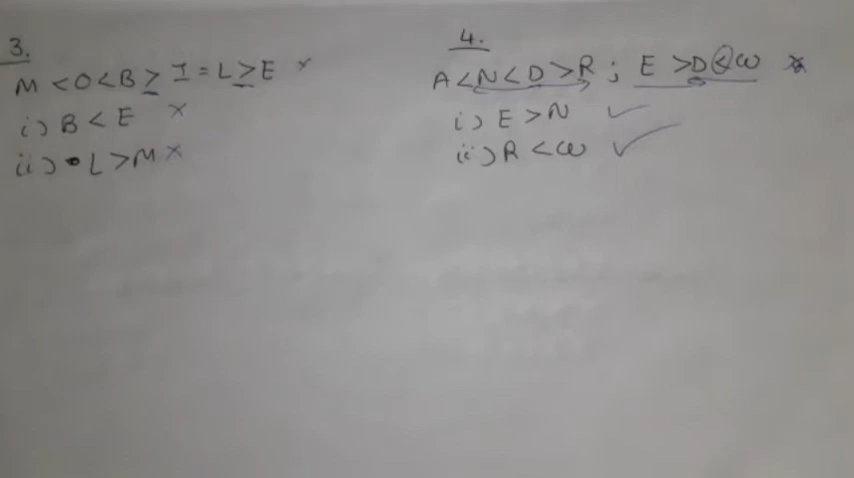 3.
M < O < B ≥ I = L ≥ E ×
i) B < E ×
ii) L > M ×
4.
A < N < D > R ; E > D < W
i) E > N ✓
ii) R < W ✓